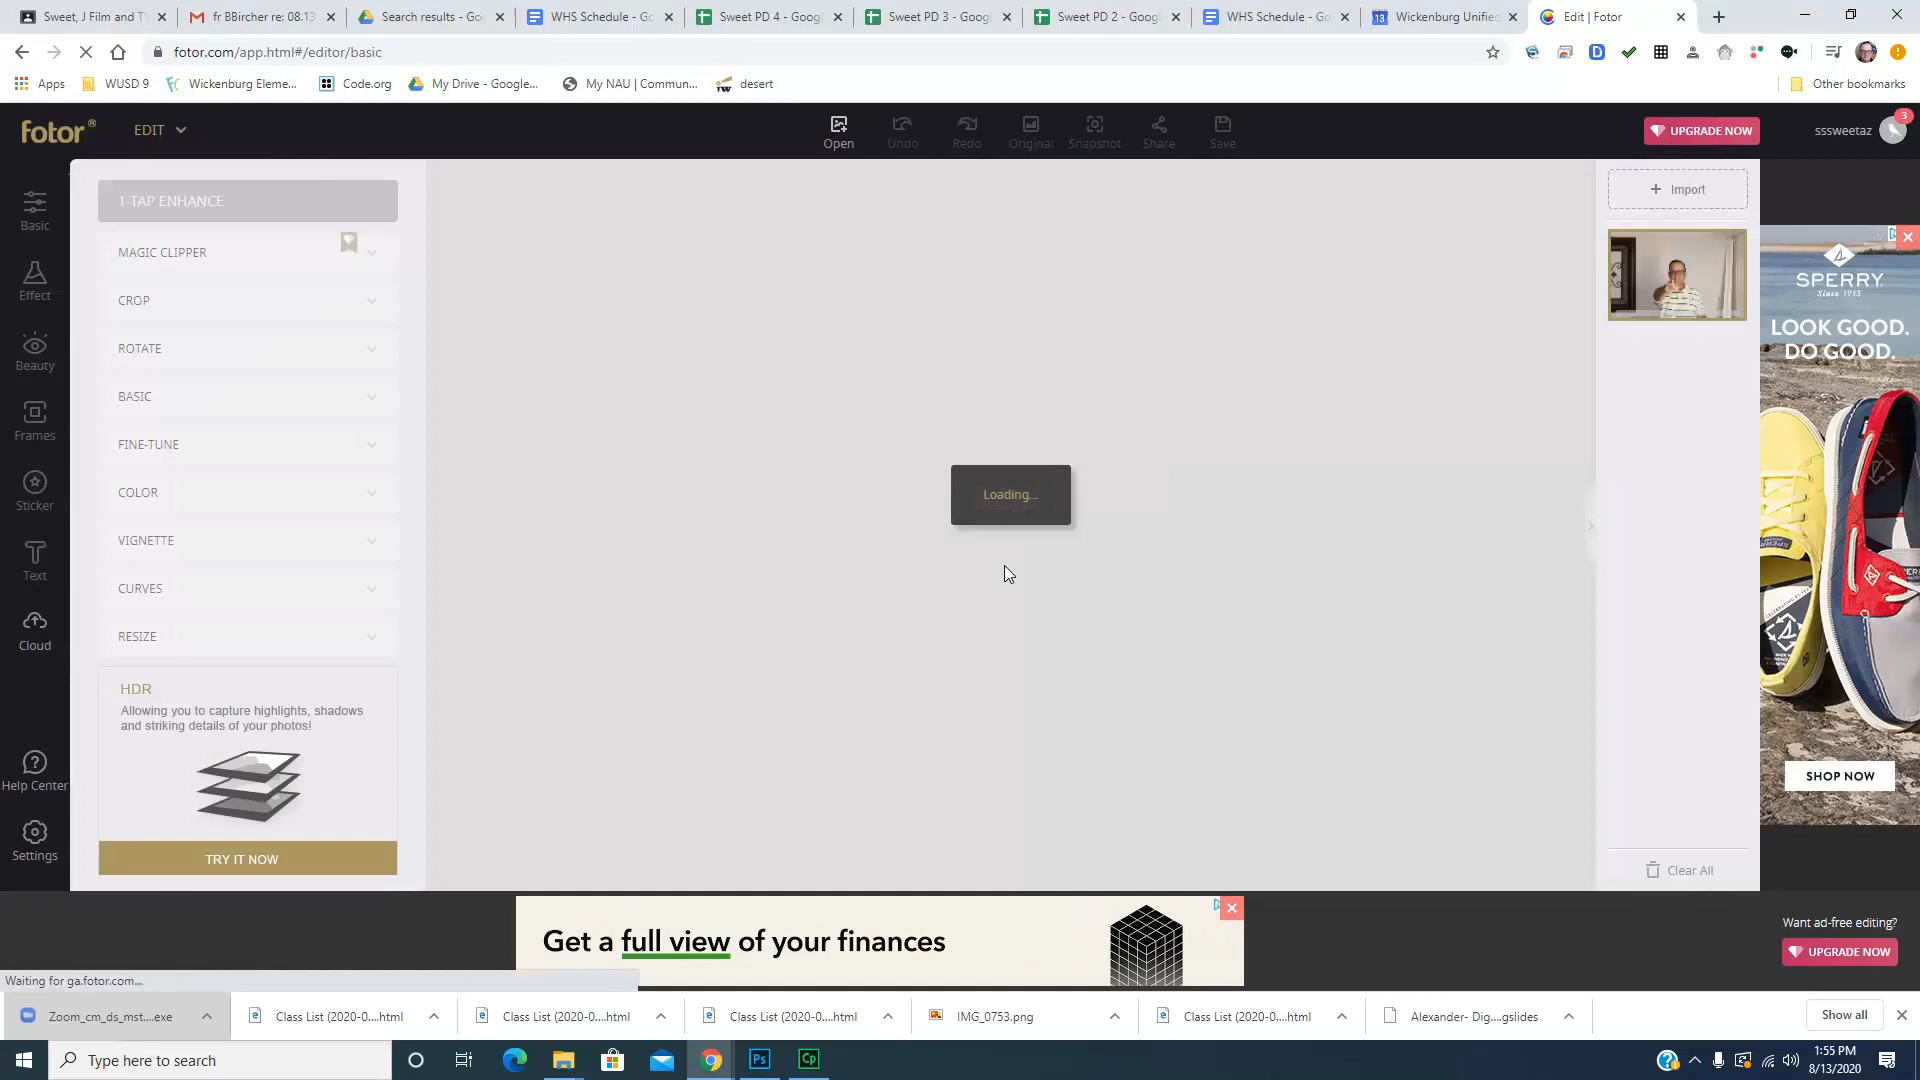 Sweet, J Film and TV
fr BBircher re: 08.13
Search results - Goo
WHS Schedule - Go
Sweet PD 4 - Googl
Sweet PD 3 - Googl
Sweet PD 2 - Googl
WHS Schedule - Go
13
Wickenburg Unified
Edit | Fotor
fotor.com/app.html#/editor/basic
Apps
WUSD 9
Wickenburg Eleme...
Code.org
My Drive - Google...
My NAU | Commun...
desert
Other bookmarks
fotor®
EDIT
Open
Undo
Redo
Original
Snapshot
Share
Save
UPGRADE NOW
sssweetaz
3
Basic
Effect
Beauty
Frames
Sticker
Text
Cloud
Help Center
Settings
1-TAP ENHANCE
MAGIC CLIPPER
CROP
ROTATE
BASIC
FINE-TUNE
COLOR
VIGNETTE
CURVES
RESIZE
HDR
Allowing you to capture highlights, shadows
and striking details of your photos!
TRY IT NOW
Loading...
Import
Clear All
SPERRY
Since 1935
LOOK GOOD.
DO GOOD.
SHOP NOW
Get a full view of your finances
Want ad-free editing?
UPGRADE NOW
Waiting for ga.fotor.com...
Zoom_cm_ds_mst....exe
Class List (2020-0....html
Class List (2020-0....html
Class List (2020-0....html
IMG_0753.png
Class List (2020-0....html
Alexander- Dig....gslides
Show all
Type here to search
Ps
Cp
1:55 PM
8/13/2020